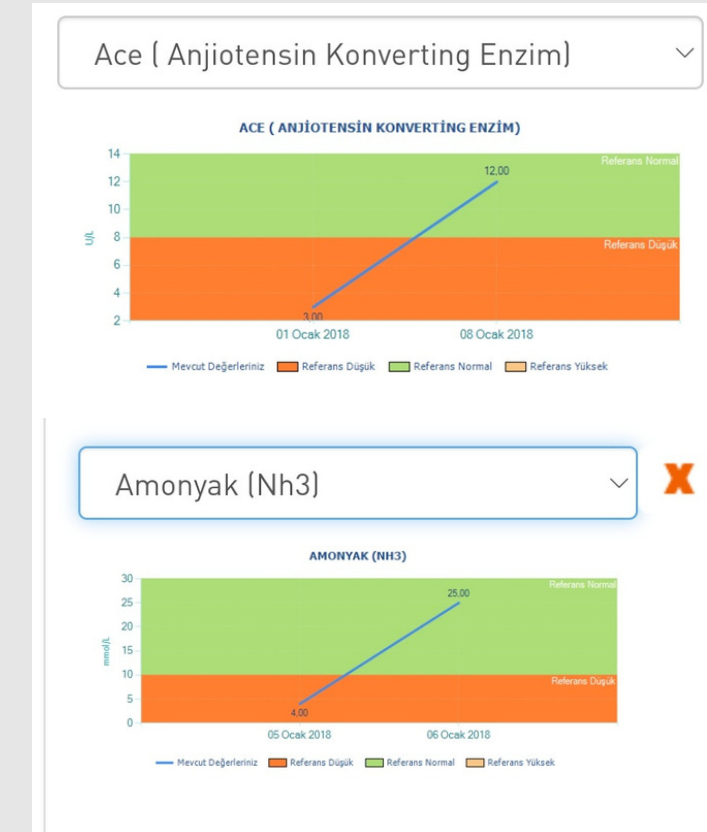 Ace ( Anjiotensin Konverting Enzim)
ACE ( ANJİOTENSİN KONVERTİNG ENZİM)
14
Referans Normal
12,00
12
10
U/L
8
Referans Düşük
6
4
3,00
2
01 Ocak 2018 08 Ocak 2018
Mevcut Değerleriniz Referans Düşük Referans Normal Referans Yüksek
Amonyak (Nh3)
X
AMONYAK (NH3)
30
Referans Normal
25,00
25
20
mmol/L
15
10
Referans Düşük
5
4,00
0
05 Ocak 2018 06 Ocak 2018
Mevcut Değerleriniz Referans Düşük Referans Normal Referans Yüksek